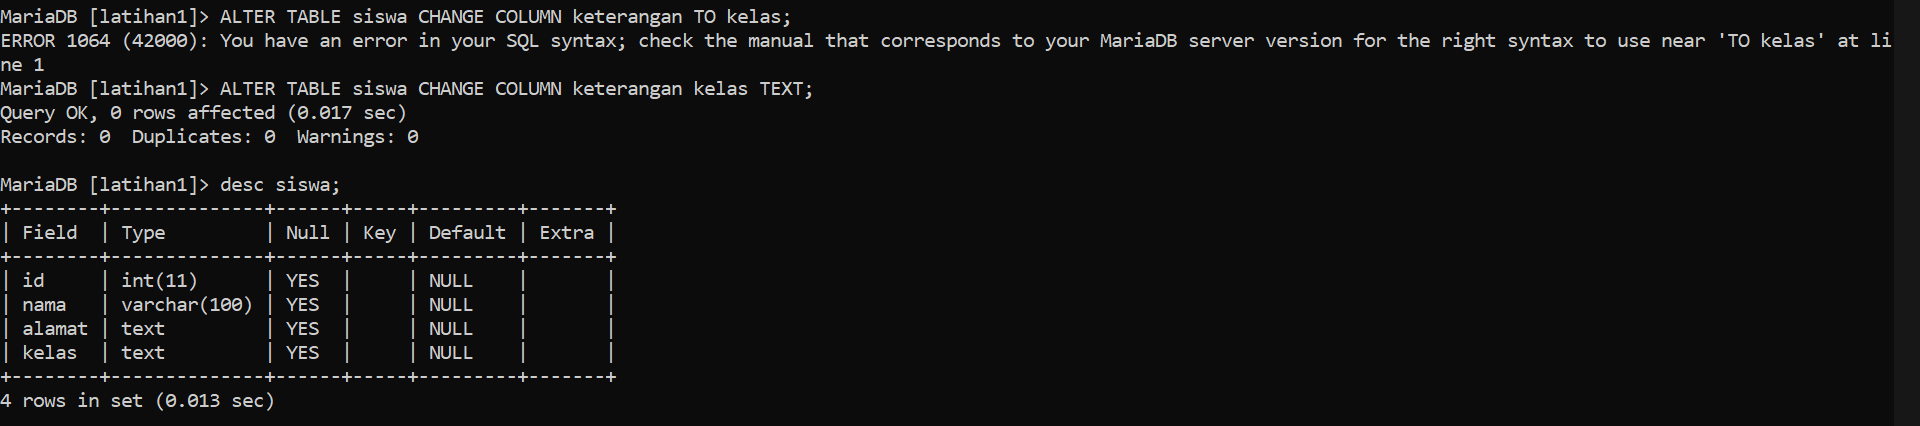 MariaDB [latihan1]> ALTER TABLE siswa CHANGE COLUMN keterangan TO kelas;
ERROR 1064 (42000): You have an error in your SQL syntax; check the manual that corresponds to your MariaDB server version for the right syntax to use near 'TO kelas' at li
ne 1
MariaDB [latihan1]> ALTER TABLE siswa CHANGE COLUMN keterangan kelas TEXT;
Query OK, 0 rows affected (0.017 sec)
Records: 0  Duplicates: 0  Warnings: 0

MariaDB [latihan1]> desc siswa;
+--------+--------------+------+-----+---------+-------+
| Field  | Type         | Null | Key | Default | Extra |
+--------+--------------+------+-----+---------+-------+
| id     | int(11)      | YES  |     | NULL    |       |
| nama   | varchar(100) | YES  |     | NULL    |       |
| alamat | text         | YES  |     | NULL    |       |
| kelas  | text         | YES  |     | NULL    |       |
+--------+--------------+------+-----+---------+-------+
4 rows in set (0.013 sec)